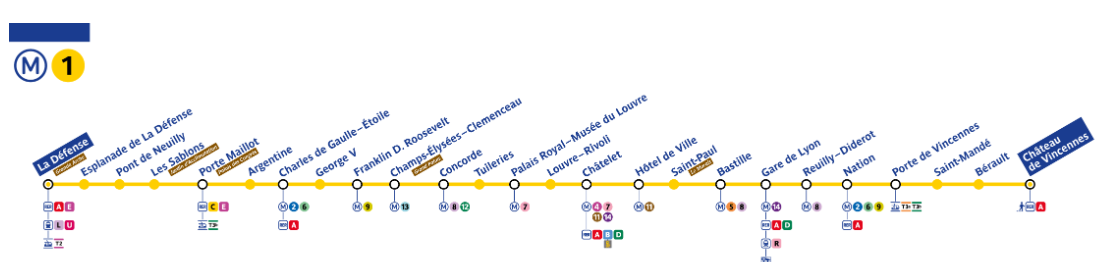 M 1
La Défense
Grande Arche
Esplanade de La Défense
Pont de Neuilly
Les Sablons
Jardin d'Acclimatation
Porte Maillot
Palais des Congrès
Argentine
Charles de Gaulle–Étoile
George V
Franklin D. Roosevelt
Champs-Élysées–Clemenceau
Grand Palais
Concorde
Tuileries
Palais Royal–Musée du Louvre
Louvre–Rivoli
Châtelet
Hôtel de Ville
Saint-Paul
Le Marais
Bastille
Gare de Lyon
Reuilly–Diderot
Nation
Porte de Vincennes
Saint-Mandé
Bérault
Château
de Vincennes
RER A E
L U
T2
RER C E
T3b
M 2 6
RER A
M 9
M 13
M 8 12
M 7
M 4 7
11 14
RER A B D
M 11
M 5 8
M 14
RER A D
R
M 8
M 2 6 9
RER A
T3a T3b
RER A